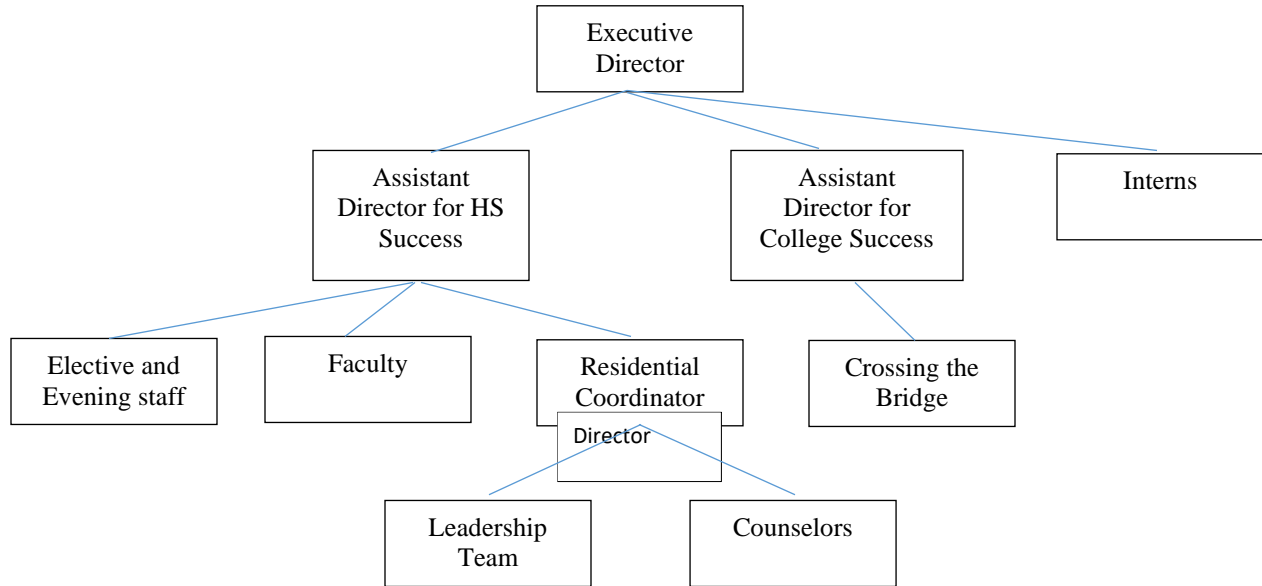 Executive
Director
Assistant
Director for HS
Success
Assistant
Director for
College Success
Interns
Elective and
Evening staff
Faculty
Residential
Coordinator
Director
Crossing the
Bridge
Leadership
Team
Counselors